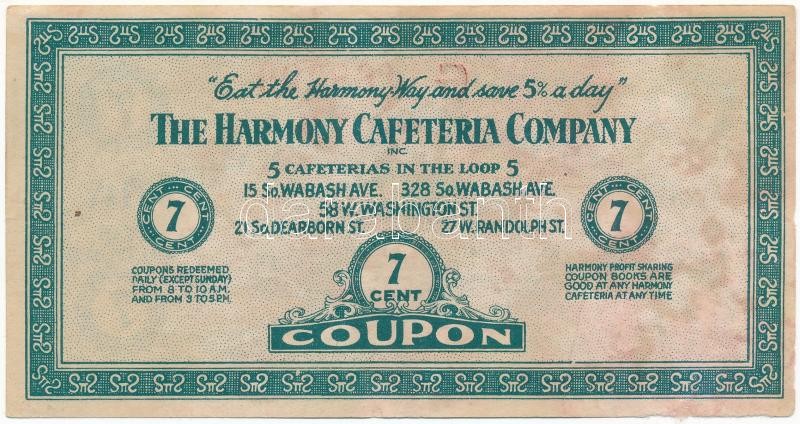 "Eat the Harmony Way and save 5% a day"
THE HARMONY CAFETERIA COMPANY
INC.
5 CAFETERIAS IN THE LOOP 5
15 SO. WABASH AVE. 328 SO. WABASH AVE.
58 W. WASHINGTON ST.
21 SO. DEARBORN ST. 27 W. RANDOLPH ST.
CENT ... CENT ... CENT
7
CENT ... CENT ... CENT
7
COUPONS REDEEMED
DAILY (EXCEPT SUNDAY)
FROM 8 TO 10 A.M.
AND FROM 3 TO 5 P.M.
7
CENT
COUPON
HARMONY PROFIT SHARING
COUPON BOOKS ARE
GOOD AT ANY HARMONY
CAFETERIA AT ANY TIME
darabanth